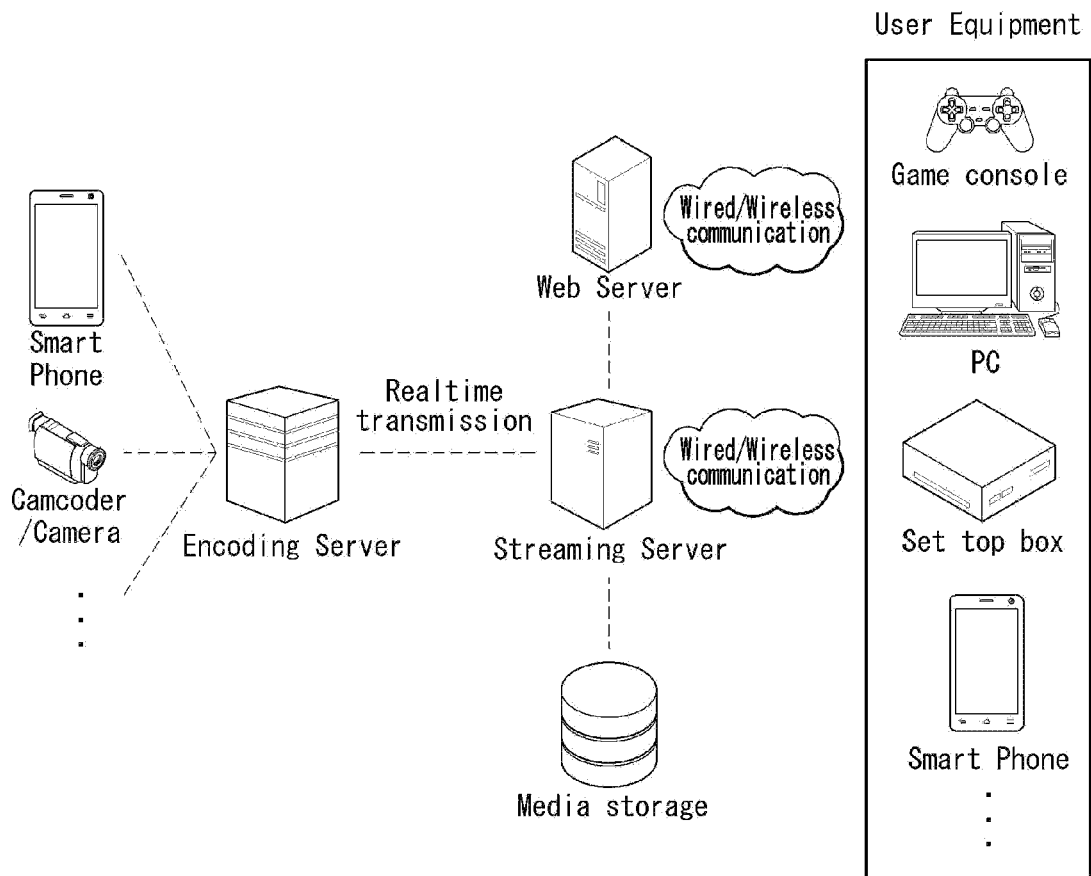 User Equipment
Game console
Wired/Wireless
communication
Web Server
Smart
Phone
PC
Realtime
transmission
Wired/Wireless
communication
Camcoder
/Camera
Encoding Server
Streaming Server
Set top box
Media storage
Smart Phone